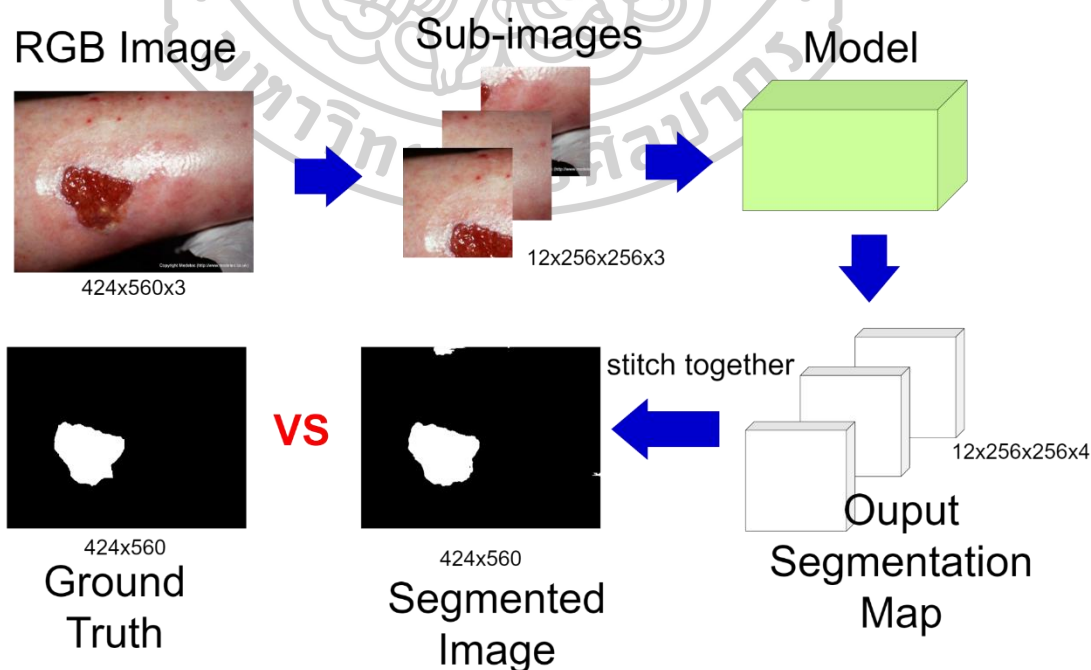 RGB Image
Sub-images
Model
424x560x3
12x256x256x3
stitch together
VS
12x256x256x4
424x560
Ground
Truth
424x560
Segmented
Image
Ouput
Segmentation
Map